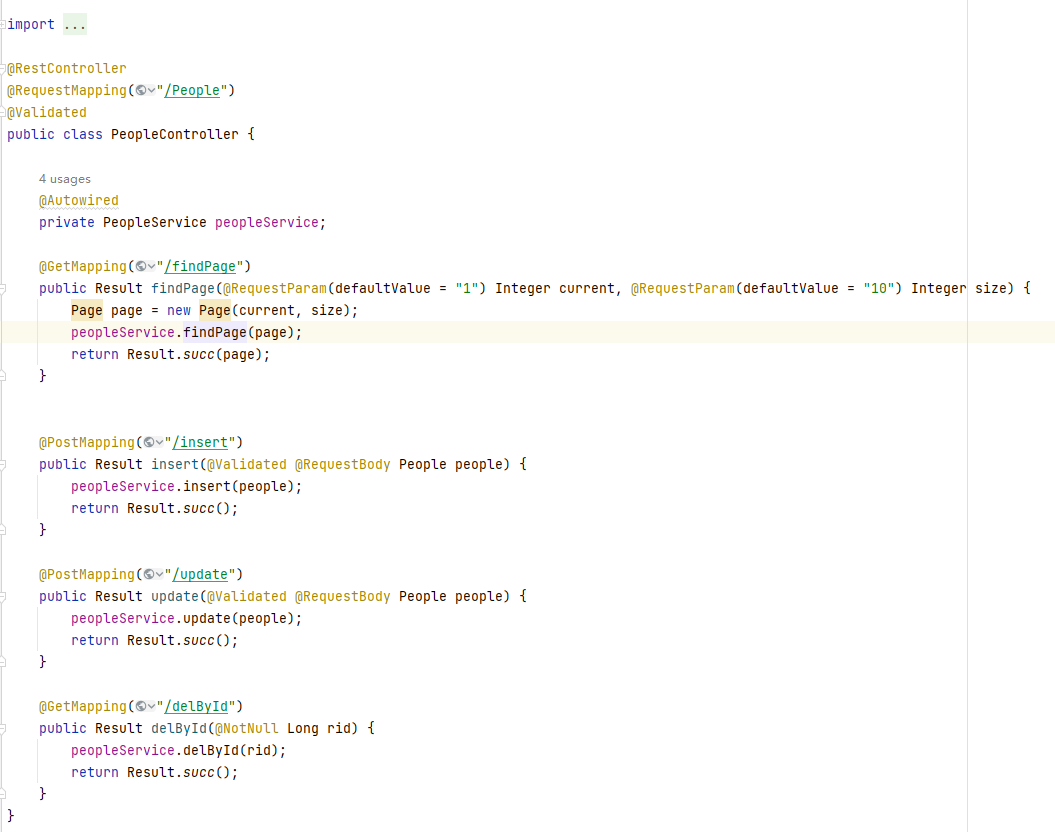 import ...
@RestController
@RequestMapping("/People")
@Validated
public class PeopleController {
4 usages
@Autowired
private PeopleService peopleService;
@GetMapping("/findPage")
public Result findPage(@RequestParam(defaultValue = "1") Integer current, @RequestParam(defaultValue = "10") Integer size) {
Page page = new Page(current, size);
peopleService.findPage(page);
return Result.succ(page);
}
@PostMapping("/insert")
public Result insert(@Validated @RequestBody People people) {
peopleService.insert(people);
return Result.succ();
}
@PostMapping("/update")
public Result update(@Validated @RequestBody People people) {
peopleService.update(people);
return Result.succ();
}
@GetMapping("/delById")
public Result delById(@NotNull Long rid) {
peopleService.delById(rid);
return Result.succ();
}
}